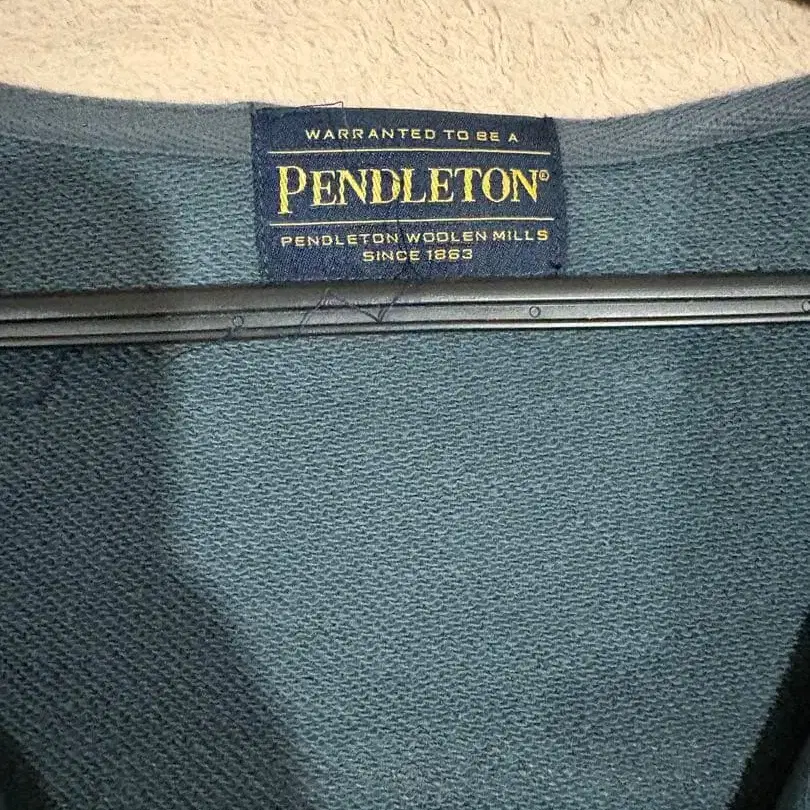 WARRANTED TO BE A
PENDLETON®
PENDLETON WOOLEN MILLS
SINCE 1863